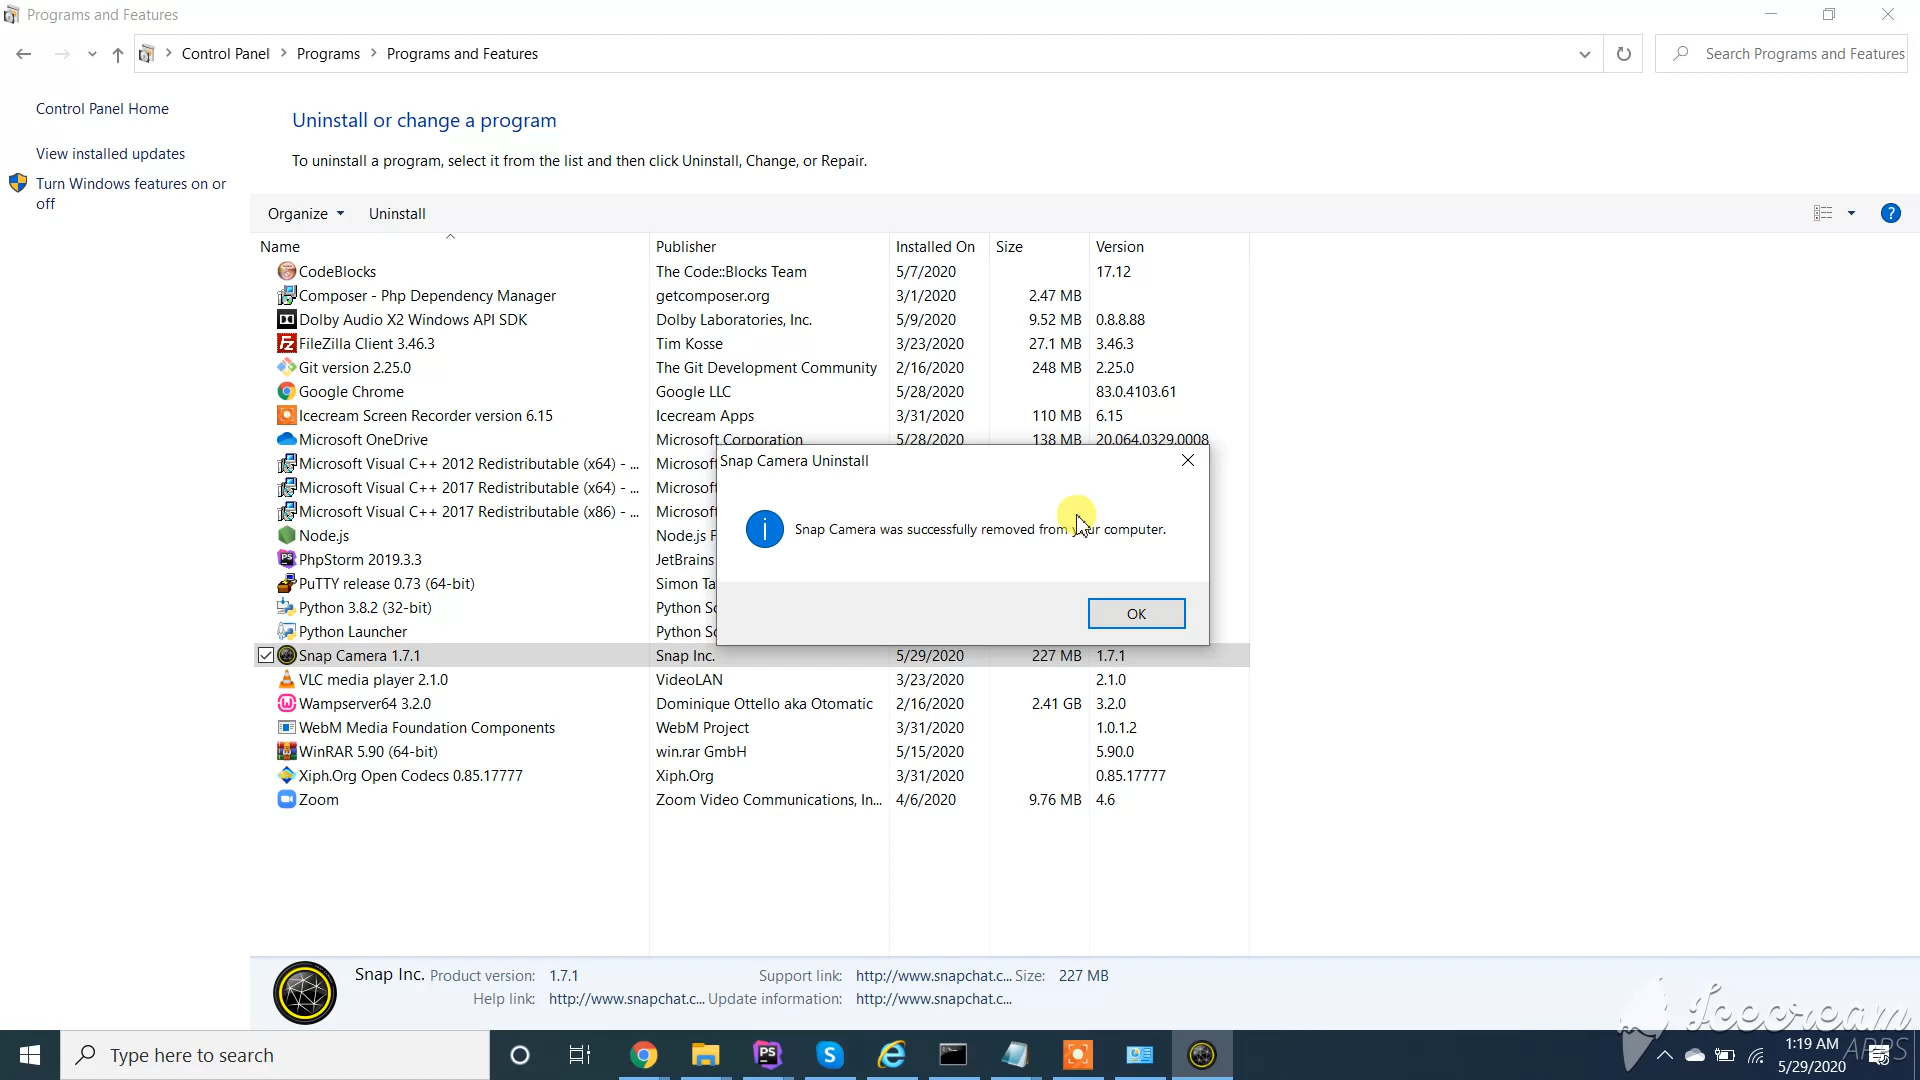 Programs and Features
Control Panel > Programs > Programs and Features
Search Programs and Features
Control Panel Home
View installed updates
Turn Windows features on or
off
Uninstall or change a program
To uninstall a program, select it from the list and then click Uninstall, Change, or Repair.
Organize Uninstall
Name Publisher Installed On Size Version
CodeBlocks The Code::Blocks Team 5/7/2020 17.12
Composer - Php Dependency Manager getcomposer.org 3/1/2020 2.47 MB
Dolby Audio X2 Windows API SDK Dolby Laboratories, Inc. 5/9/2020 9.52 MB 0.8.8.88
FileZilla Client 3.46.3 Tim Kosse 3/23/2020 27.1 MB 3.46.3
Git version 2.25.0 The Git Development Community 2/16/2020 248 MB 2.25.0
Google Chrome Google LLC 5/28/2020 83.0.4103.61
Icecream Screen Recorder version 6.15 Icecream Apps 3/31/2020 110 MB 6.15
Microsoft OneDrive Microsoft Corporation 5/28/2020 138 MB 20.064.0329.0008
Microsoft Visual C++ 2012 Redistributable (x64) - ... Microsof
Microsoft Visual C++ 2017 Redistributable (x64) - ... Microsof
Microsoft Visual C++ 2017 Redistributable (x86) - ... Microsof
Node.js Node.js F
PhpStorm 2019.3.3 JetBrains
PuTTY release 0.73 (64-bit) Simon Ta
Python 3.8.2 (32-bit) Python So
Python Launcher Python So
Snap Camera 1.7.1 Snap Inc. 5/29/2020 227 MB 1.7.1
VLC media player 2.1.0 VideoLAN 3/23/2020 2.1.0
Wampserver64 3.2.0 Dominique Ottello aka Otomatic 2/16/2020 2.41 GB 3.2.0
WebM Media Foundation Components WebM Project 3/31/2020 1.0.1.2
WinRAR 5.90 (64-bit) win.rar GmbH 5/15/2020 5.90.0
Xiph.Org Open Codecs 0.85.17777 Xiph.Org 3/31/2020 0.85.17777
Zoom Zoom Video Communications, In... 4/6/2020 9.76 MB 4.6
Snap Camera Uninstall
Snap Camera was successfully removed from your computer.
OK
Snap Inc. Product version: 1.7.1 Support link: http://www.snapchat.c... Size: 227 MB
Help link: http://www.snapchat.c... Update information: http://www.snapchat.c...
Icecream
APPS
Type here to search
1:19 AM
5/29/2020